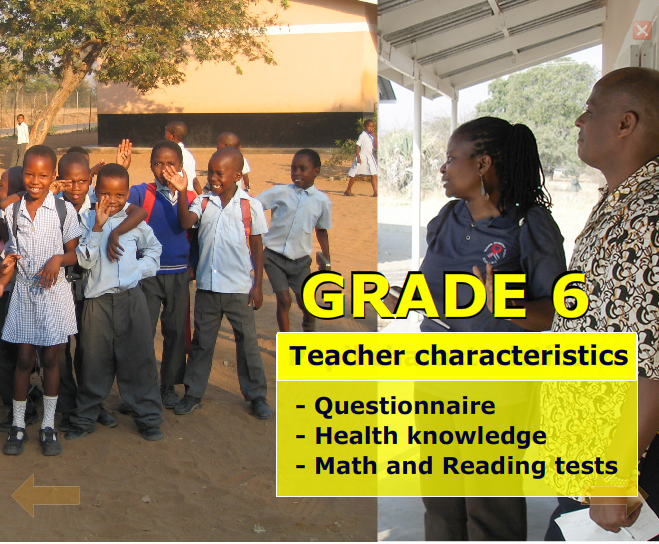 GRADE 6
Teacher characteristics
- Questionnaire
- Health knowledge
- Math and Reading tests